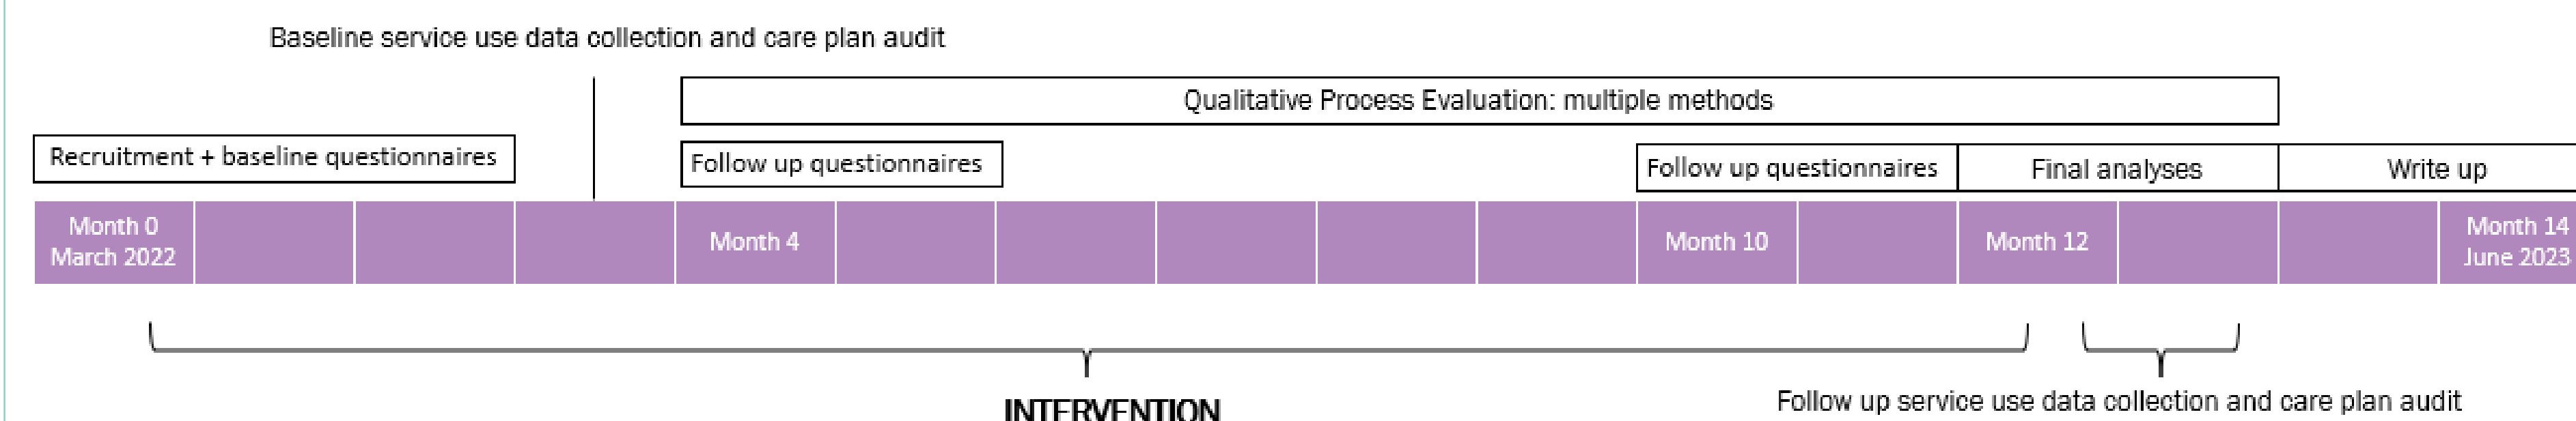 Baseline service use data collection and care plan audit
Qualitative Process Evaluation: multiple methods
Recruitment + baseline questionnaires
Follow up questionnaires
Follow up questionnaires
Final analyses
Write up
Month 0
March 2022
Month 4
Month 10
Month 12
Month 14
June 2023
INTERVENTION
Follow up service use data collection and care plan audit